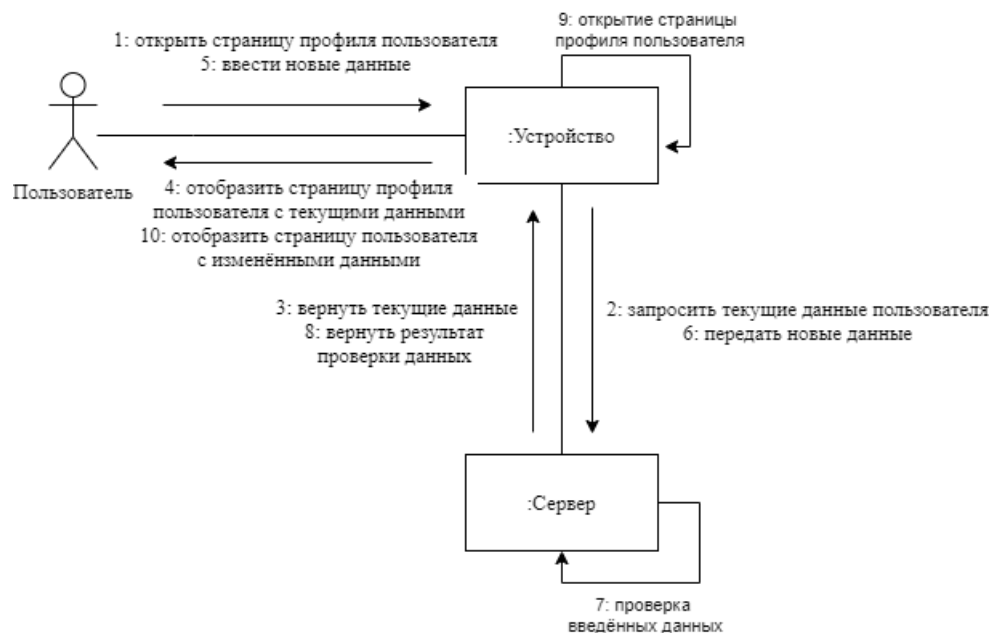 9: открытие страницы
профиля пользователя
1: открыть страницу профиля пользователя
5: ввести новые данные
:Устройство
Пользователь
4: отобразить страницу профиля
пользователя с текущими данными
10: отобразить страницу пользователя
с изменёнными данными
3: вернуть текущие данные
8: вернуть результат
проверки данных
2: запросить текущие данные пользователя
6: передать новые данные
:Сервер
7: проверка
введённых данных